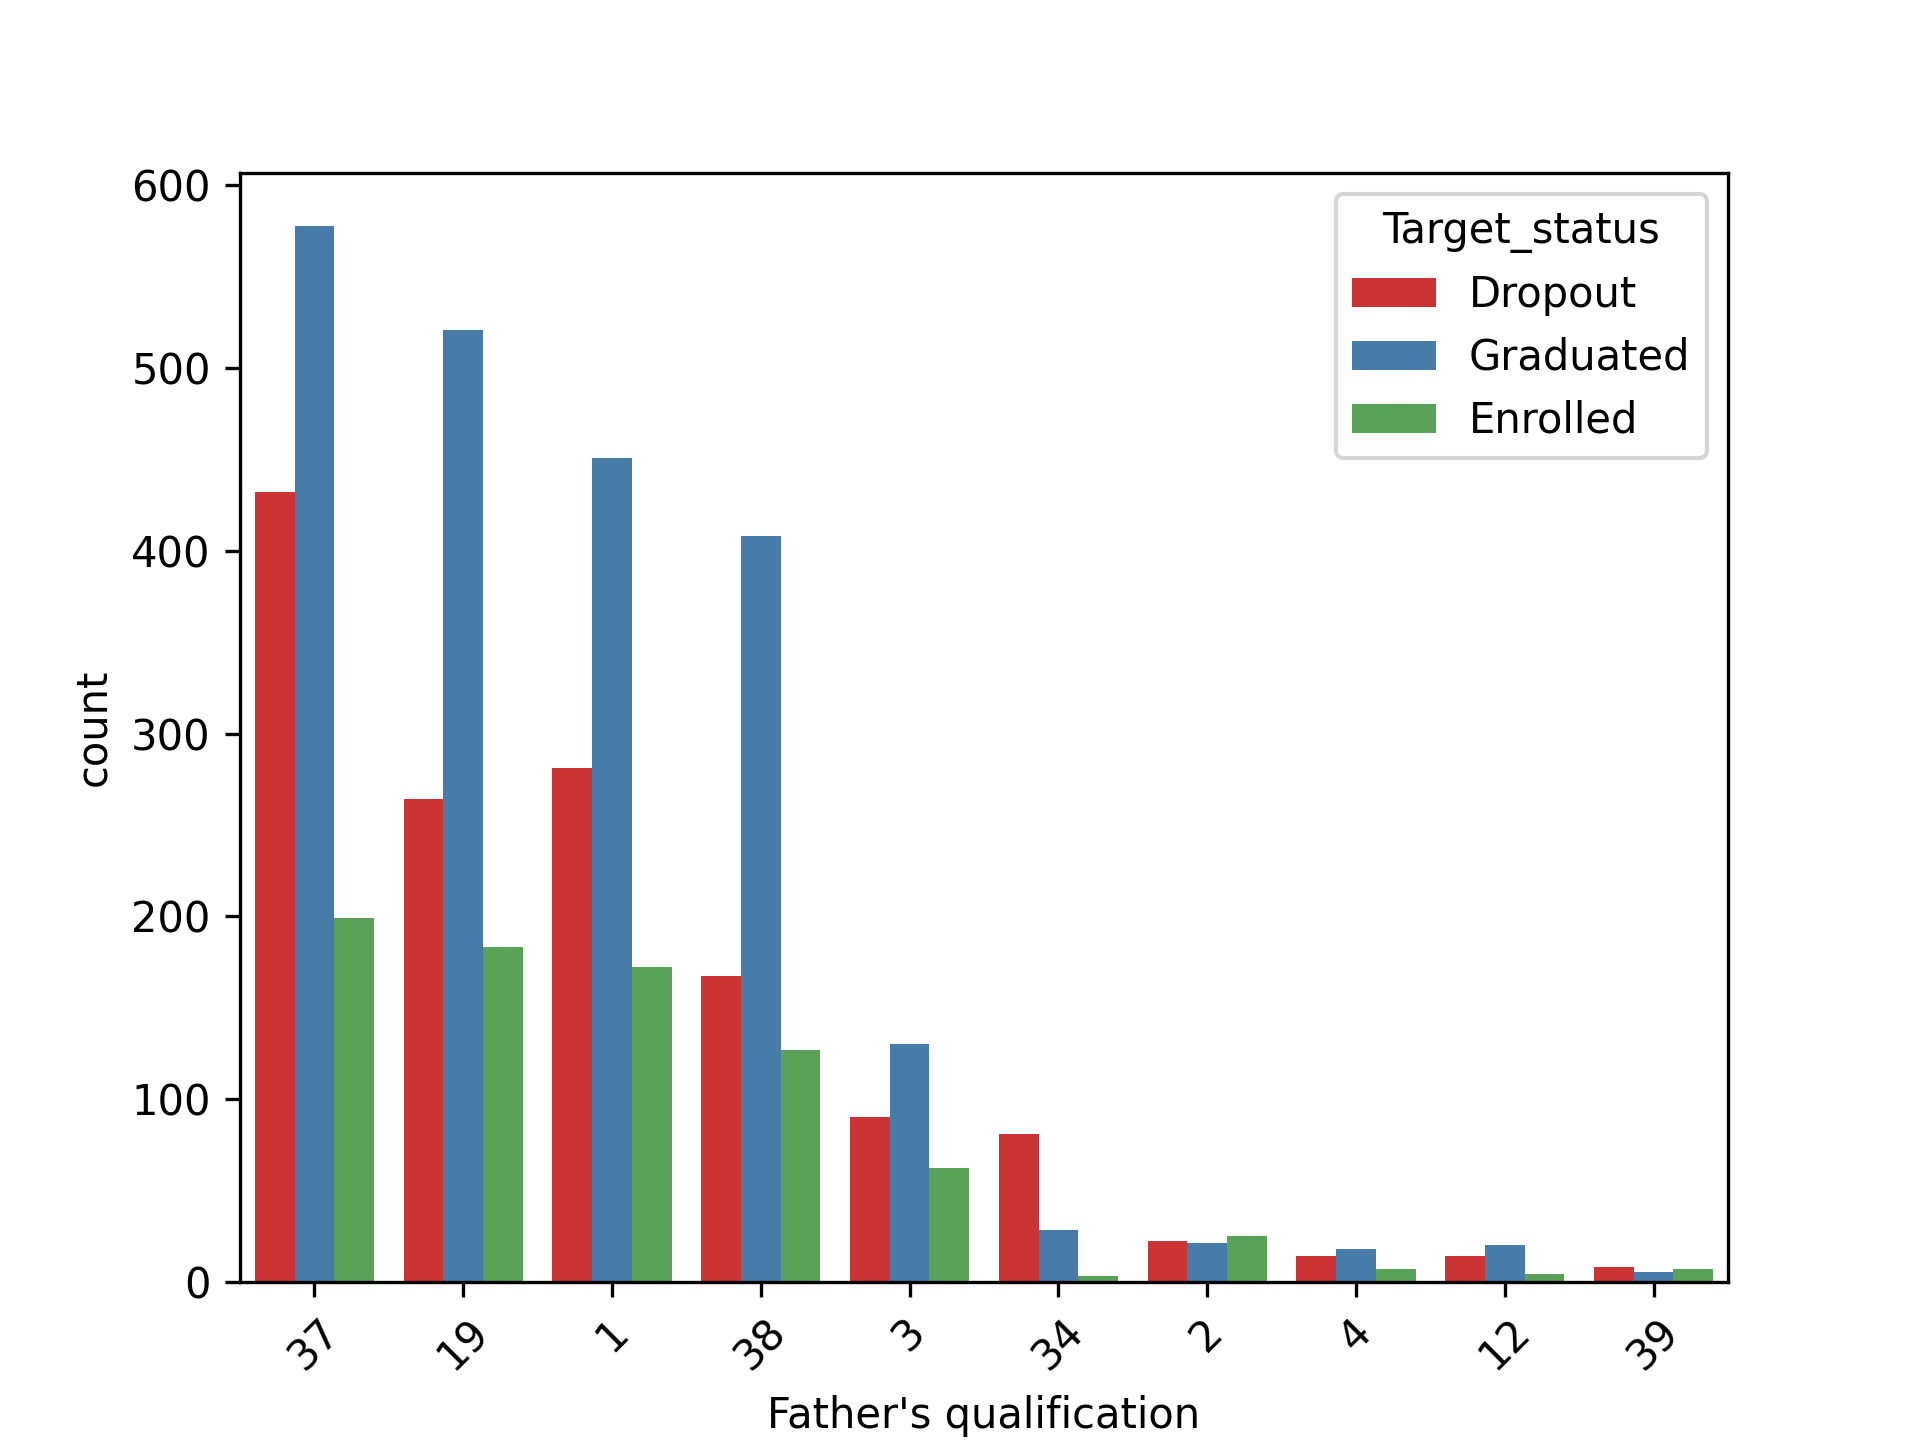 600
500
400
300
200
100
0
count
Target_status
Dropout
Graduated
Enrolled
37 19 1 38 3 34 2 4 12 39
Father's qualification